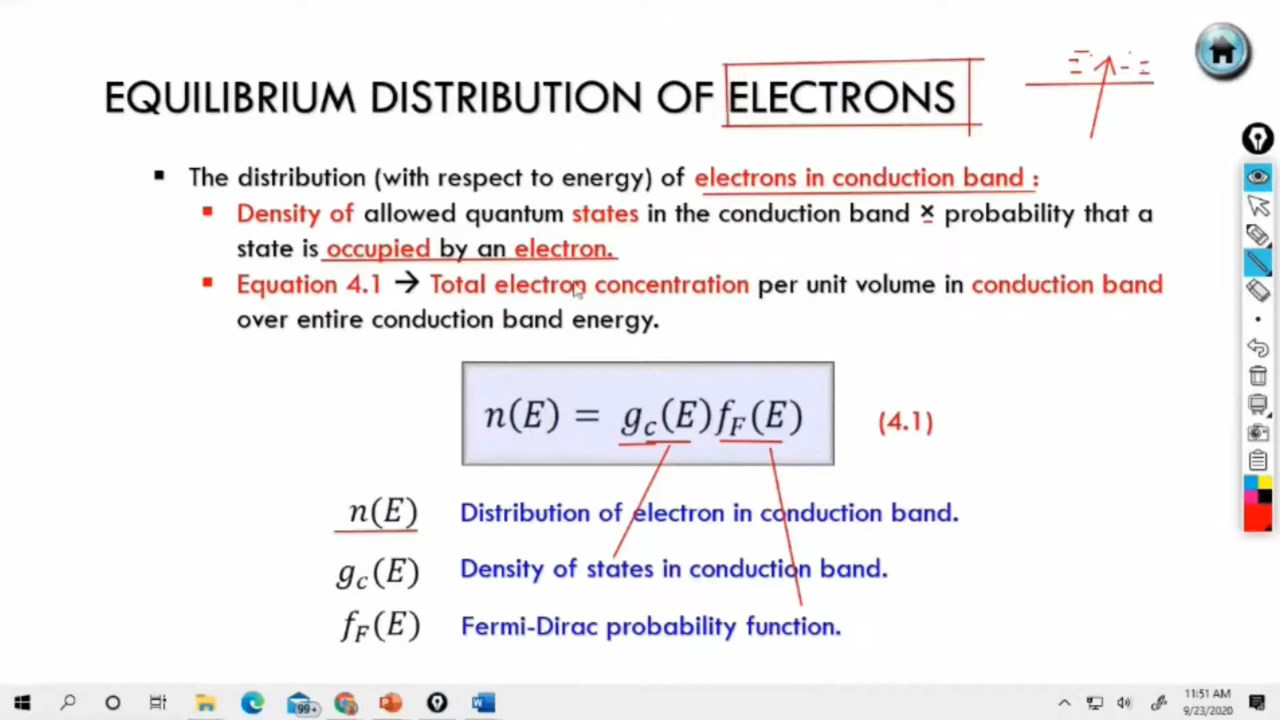 EQUILIBRIUM DISTRIBUTION OF ELECTRONS
▪ The distribution (with respect to energy) of electrons in conduction band :
▪ Density of allowed quantum states in the conduction band × probability that a
state is occupied by an electron.
▪ Equation 4.1 → Total electron concentration per unit volume in conduction band
over entire conduction band energy.
n(E) = g_c(E)f_F(E) (4.1)
n(E) Distribution of electron in conduction band.
g_c(E) Density of states in conduction band.
f_F(E) Fermi-Dirac probability function.
99+
11:51 AM
9/23/2020